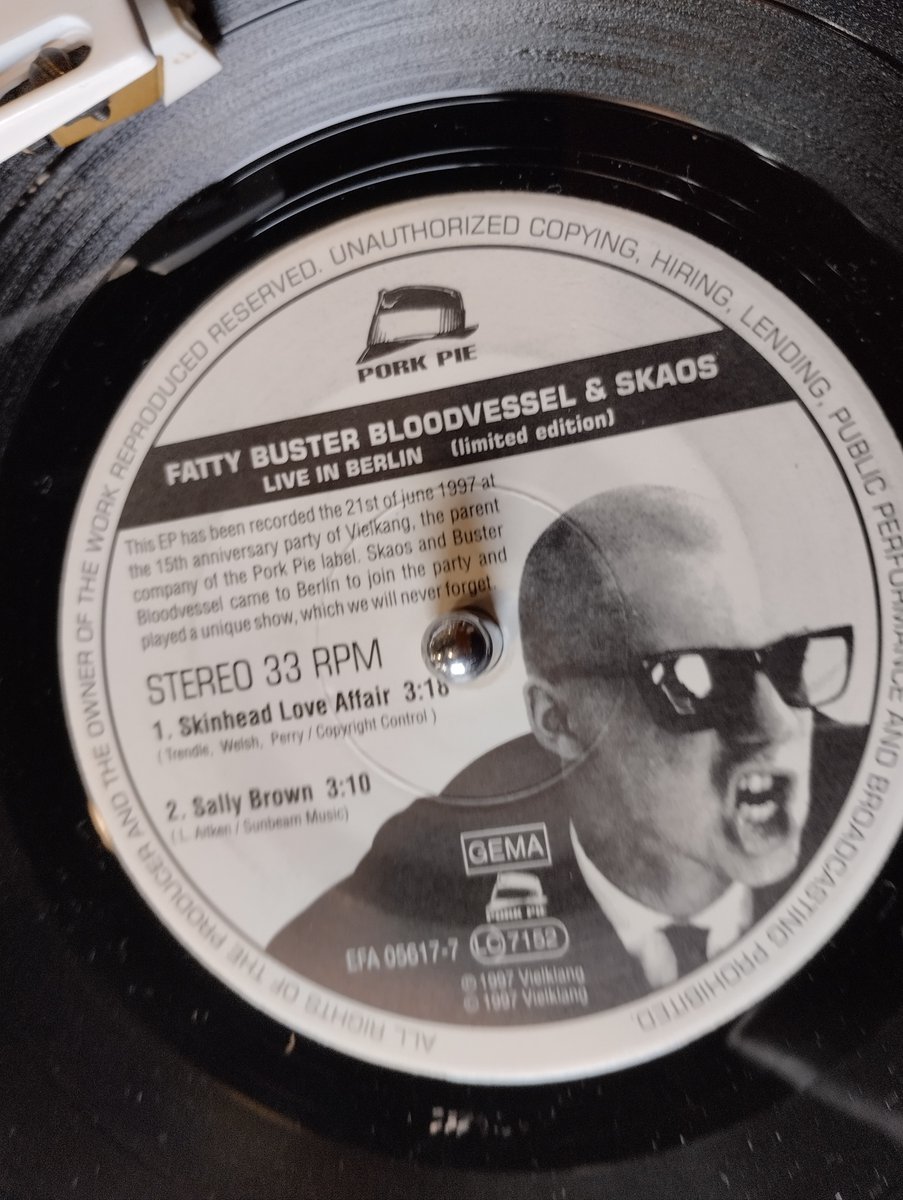 ALL RIGHTS OF THE PRODUCER AND THE OWNER OF THE WORK REPRODUCED RESERVED. UNAUTHORIZED COPYING, HIRING, LENDING, PUBLIC PERFORMANCE AND BROADCASTING PROHIBITED.
PORK PIE
FATTY BUSTER BLOODVESSEL & SKAOS
LIVE IN BERLIN (limited edition)
This EP has been recorded the 21st of june 1997 at
the 15th anniversary party of Vielkang, the parent
company of the Pork Pie label. Skaos and Buster
Bloodvessel came to Berlin to join the party and
played a unique show, which we will never forget.
STEREO 33 RPM
1. Skinhead Love Affair 3:18
( Trendle, Welsh, Perry / Copyright Control )
2. Sally Brown 3:10
( L. Aitken / Sunbeam Music)
GEMA
PORK PIE
EFA 05617-7 LC 7152
℗ 1997 Vielklang
© 1997 Vielklang